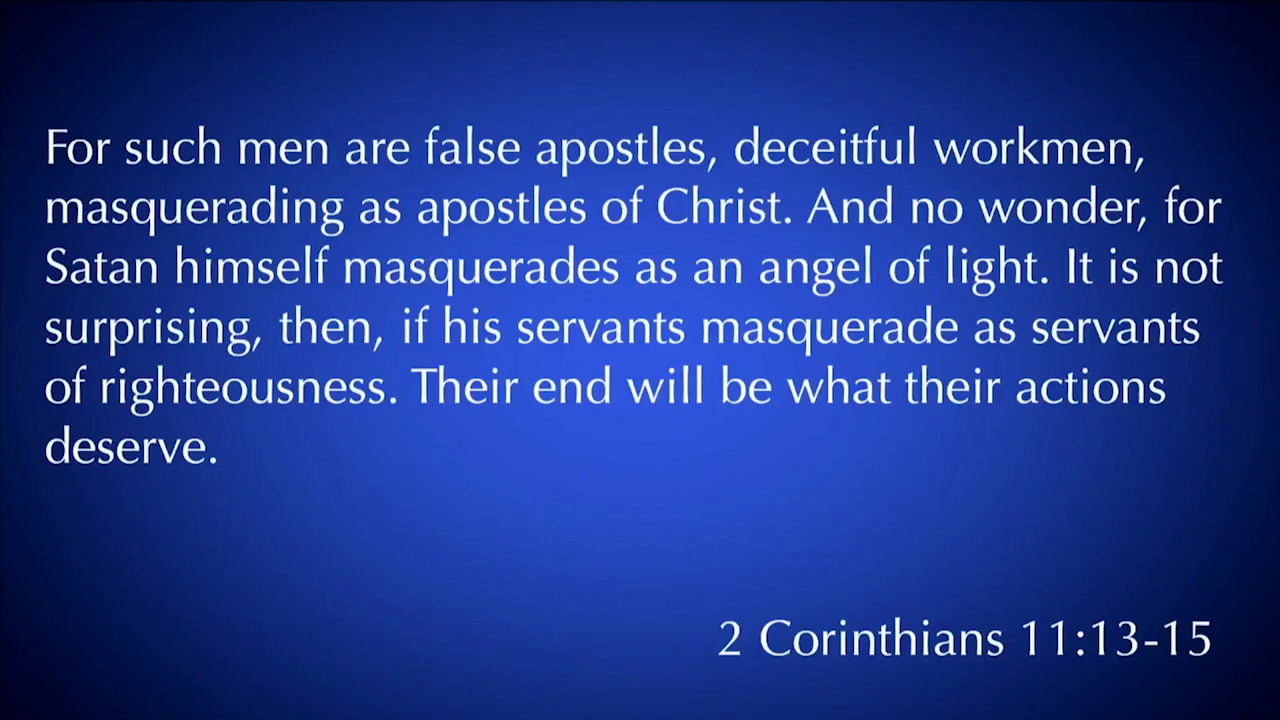 For such men are false apostles, deceitful workmen,
masquerading as apostles of Christ. And no wonder, for
Satan himself masquerades as an angel of light. It is not
surprising, then, if his servants masquerade as servants
of righteousness. Their end will be what their actions
deserve.
2 Corinthians 11:13-15